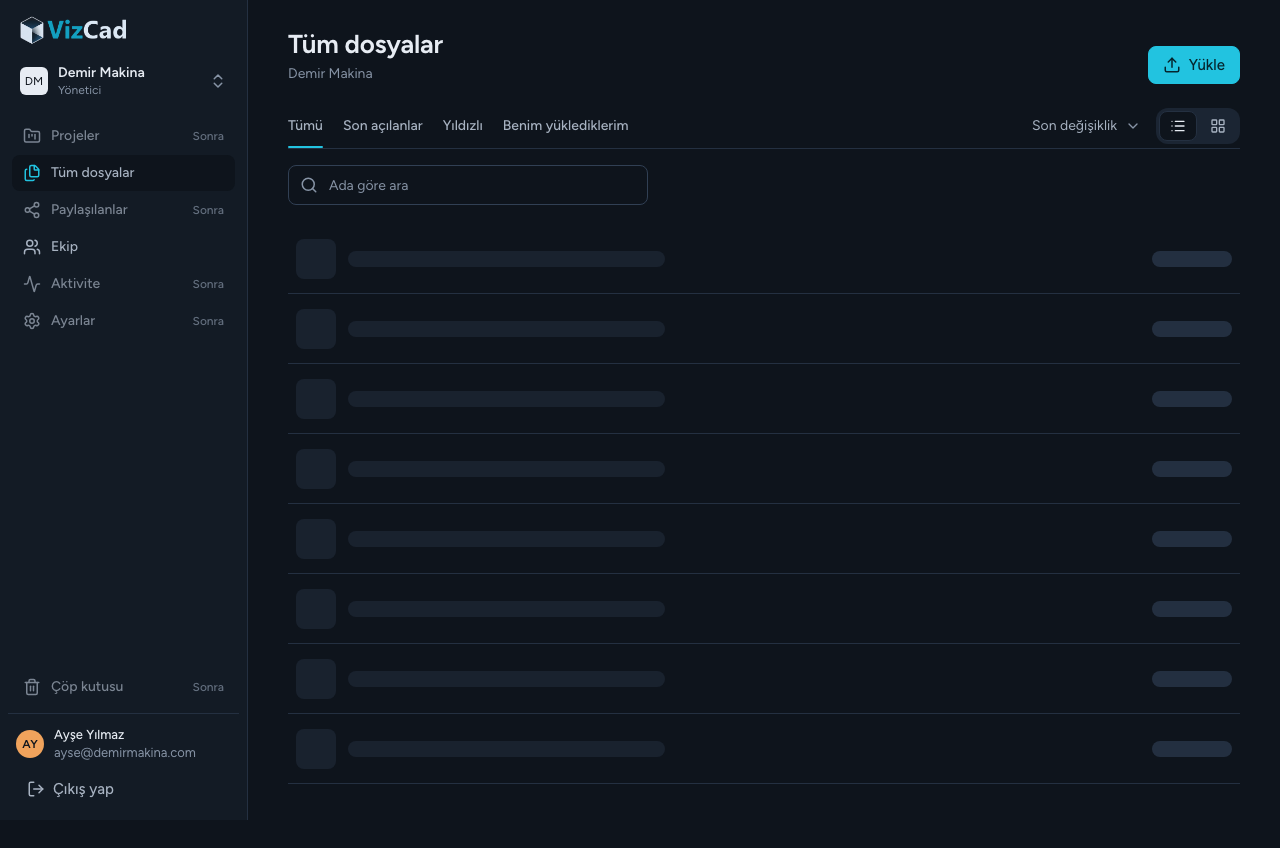 VizCad
DM
Demir Makina
Yönetici
Projeler Sonra
Tüm dosyalar
Paylaşılanlar Sonra
Ekip
Aktivite Sonra
Ayarlar Sonra
Çöp kutusu Sonra
AY
Ayşe Yılmaz
ayse@demirmakina.com
Çıkış yap
Tüm dosyalar
Demir Makina
Yükle
Tümü Son açılanlar Yıldızlı Benim yüklediklerim Son değişiklik
Ada göre ara